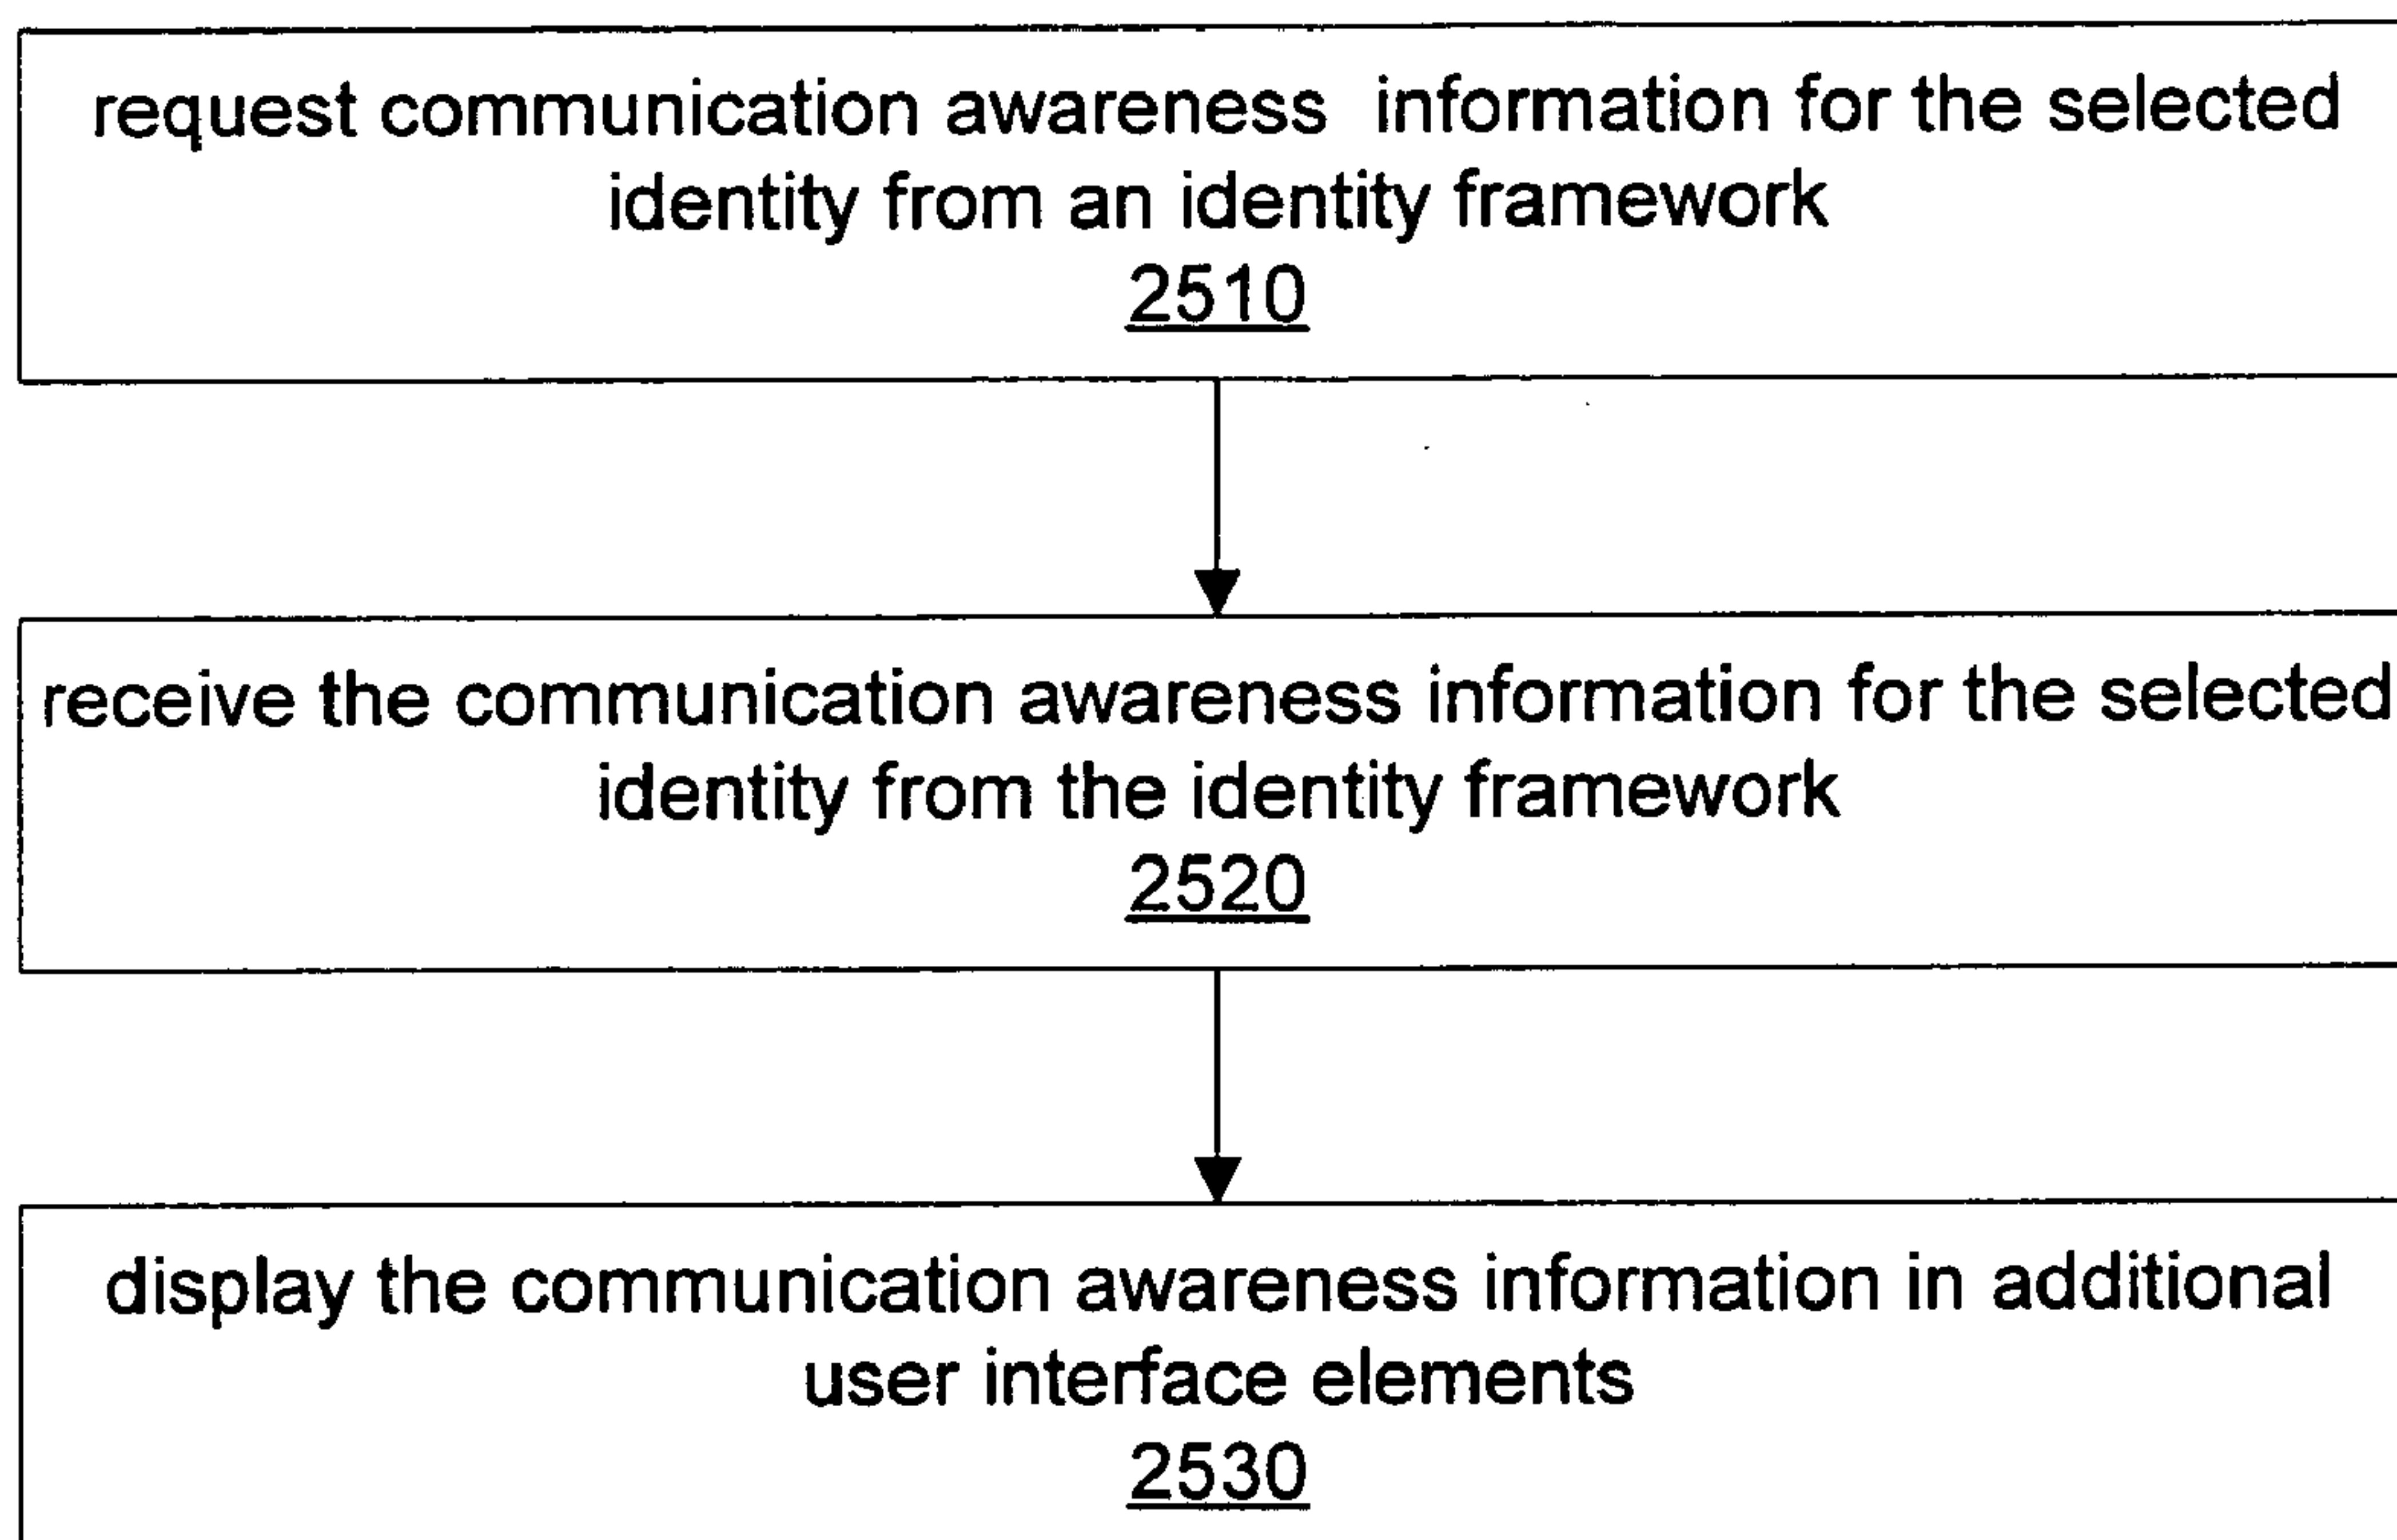 request communication awareness information for the selected
identity from an identity framework
2510
receive the communication awareness information for the selected
identity from the identity framework
2520
display the communication awareness information in additional
user interface elements
2530